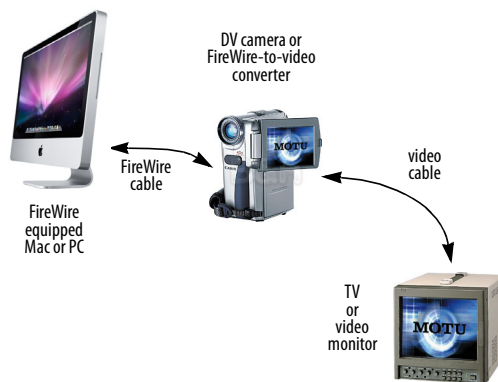 DV camera or
FireWire-to-video
converter
FireWire
cable
video
cable
MOTU
FireWire
equipped
Mac or PC
TV
or
video
monitor
MOTU